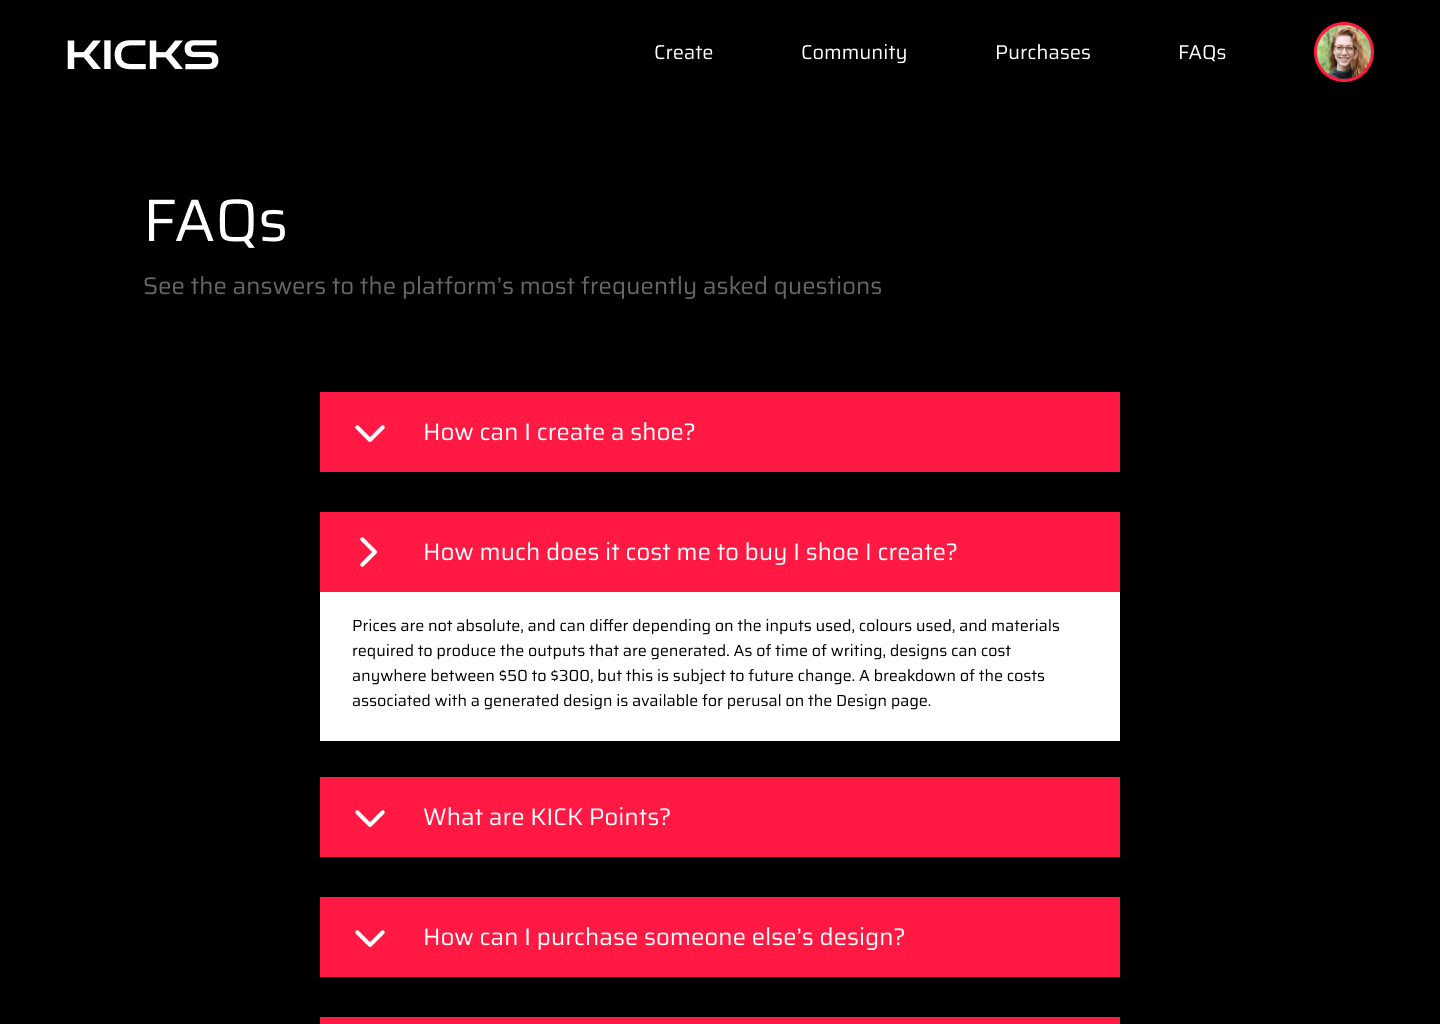 KICKS
Create
Community
Purchases
FAQs
FAQs
See the answers to the platform’s most frequently asked questions
How can I create a shoe?
How much does it cost me to buy I shoe I create?
Prices are not absolute, and can differ depending on the inputs used, colours used, and materials
required to produce the outputs that are generated. As of time of writing, designs can cost
anywhere between $50 to $300, but this is subject to future change. A breakdown of the costs
associated with a generated design is available for perusal on the Design page.
What are KICK Points?
How can I purchase someone else’s design?